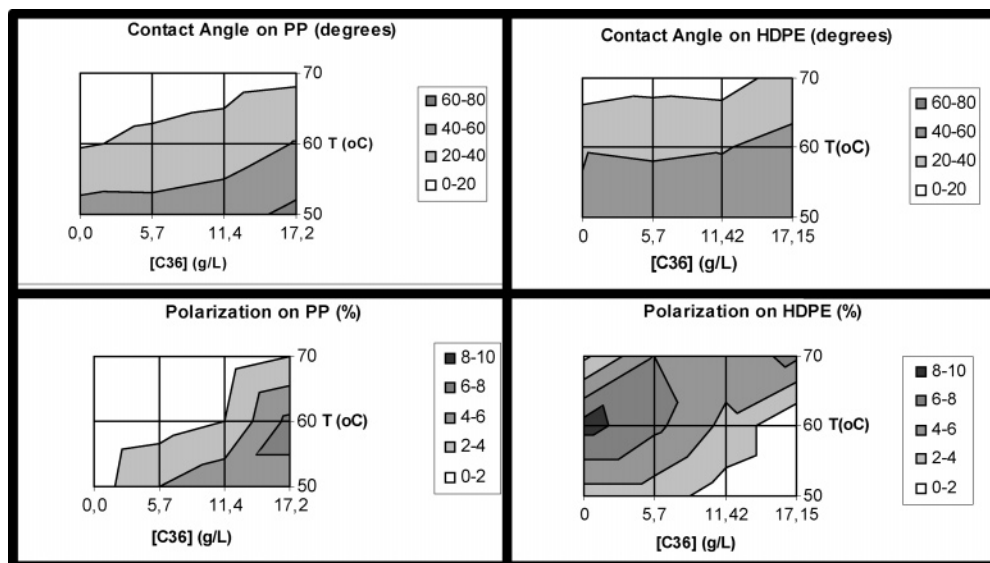 Contact Angle on PP (degrees)
70
60 T (oC)
50
0,0 5,7 11,4 17,2
[C36] (g/L)
60-80
40-60
20-40
0-20
Contact Angle on HDPE (degrees)
70
60 T(oC)
50
0 5,7 11,42 17,15
[C36] (g/L)
60-80
40-60
20-40
0-20
Polarization on PP (%)
70
60 T (oC)
50
0,0 5,7 11,4 17,2
[C36] (g/L)
8-10
6-8
4-6
2-4
0-2
Polarization on HDPE (%)
70
60 T(oC)
50
0 5,7 11,42 17,15
[C36] (g/L)
8-10
6-8
4-6
2-4
0-2